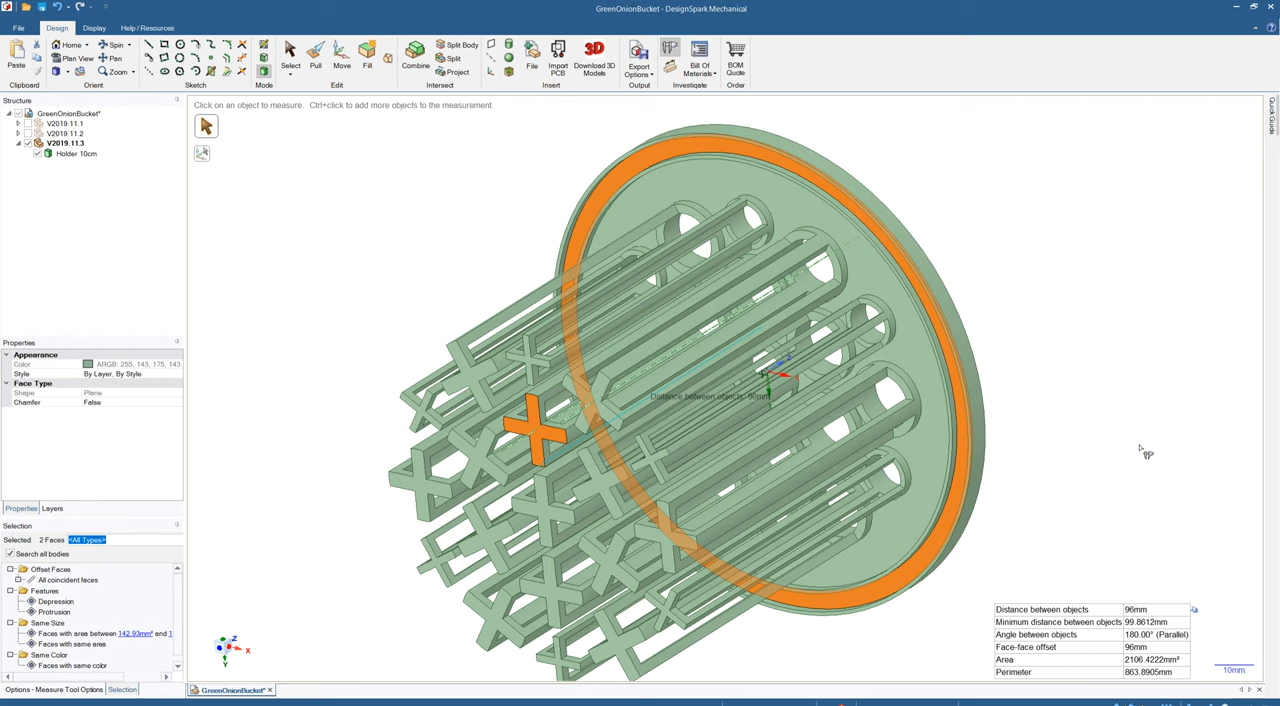 GreenOnionBucket - DesignSpark Mechanical
File Design Display Help / Resources
Paste
Home Spin
Plan View Pan
Zoom
Select Pull Move Fill
Combine
Split Body
Split
Project
File
Import PCB
Download 3D Models
Export Options
Bill Of Materials
BOM Quote
Clipboard Orient Sketch Mode Edit Intersect Insert Output Investigate Order
Structure
GreenOnionBucket*
V2019.11.1
V2019.11.2
V2019.11.3
Holder 10cm
Click on an object to measure. Ctrl+click to add more objects to the measurement.
Quick Guide
Distance between objects: 96mm
Properties
Appearance
Color ARGB: 255, 143, 175, 143
Style By Layer, By Style
Face Type
Shape Plane
Chamfer False
Properties Layers
Selection
Selected: 2 Faces <All Types>
Search all bodies
Offset Faces
All coincident faces
Features
Depression
Protrusion
Same Size
Faces with area between 142.93mm² and 1
Faces with same area
Same Color
Faces with same color
Options - Measure Tool Options Selection
Z
X
Y
Distance between objects 96mm
Minimum distance between objects 99.8612mm
Angle between objects 180.00° (Parallel)
Face-face offset 96mm
Area 2106.4222mm²
Perimeter 863.8905mm
10mm
GreenOnionBucket*